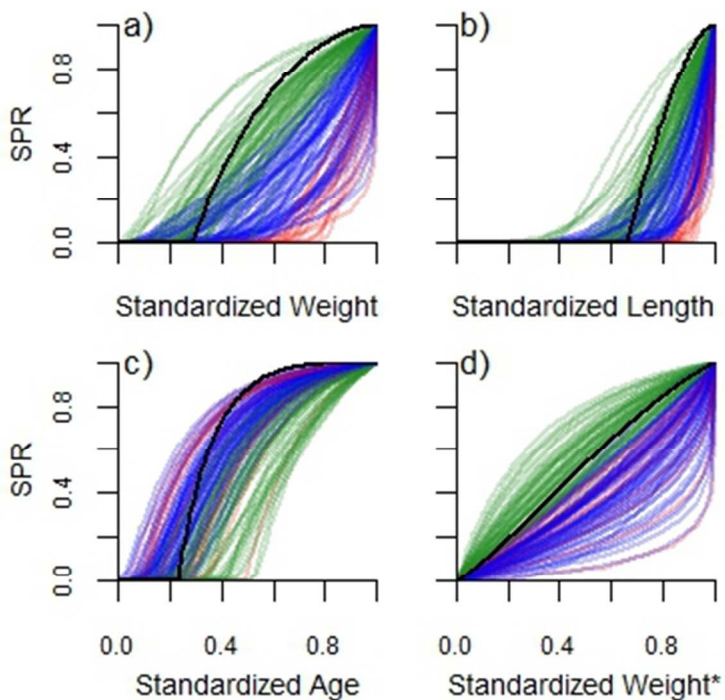 a)
b)
SPR
0.0 0.4 0.8
Standardized Weight
Standardized Length
c)
d)
SPR
0.0 0.4 0.8
0.0 0.4 0.8
0.0 0.4 0.8
Standardized Age
Standardized Weight*